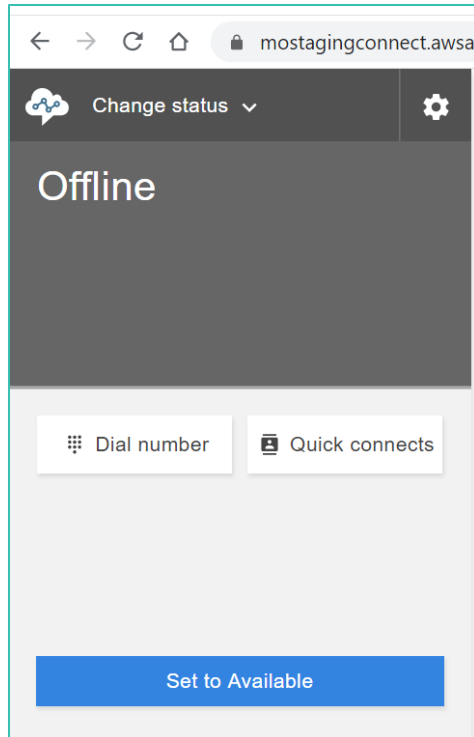 mostagingconnect.awsa
Change status
Offline
Dial number
Quick connects
Set to Available